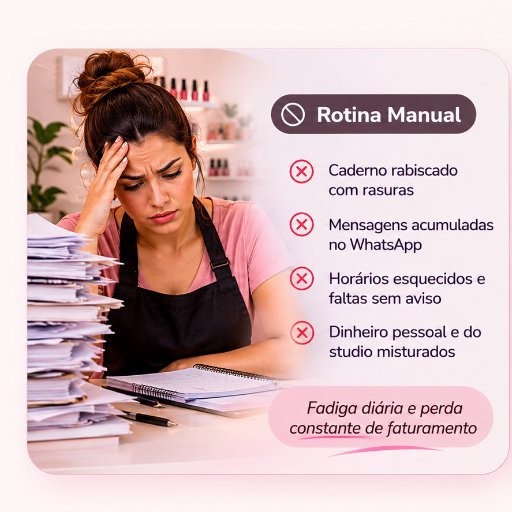 Rotina Manual
Caderno rabiscado
com rasuras
Mensagens acumuladas
no WhatsApp
Horários esquecidos e
faltas sem aviso
Dinheiro pessoal e do
studio misturados
Fadiga diária e perda
constante de faturamento